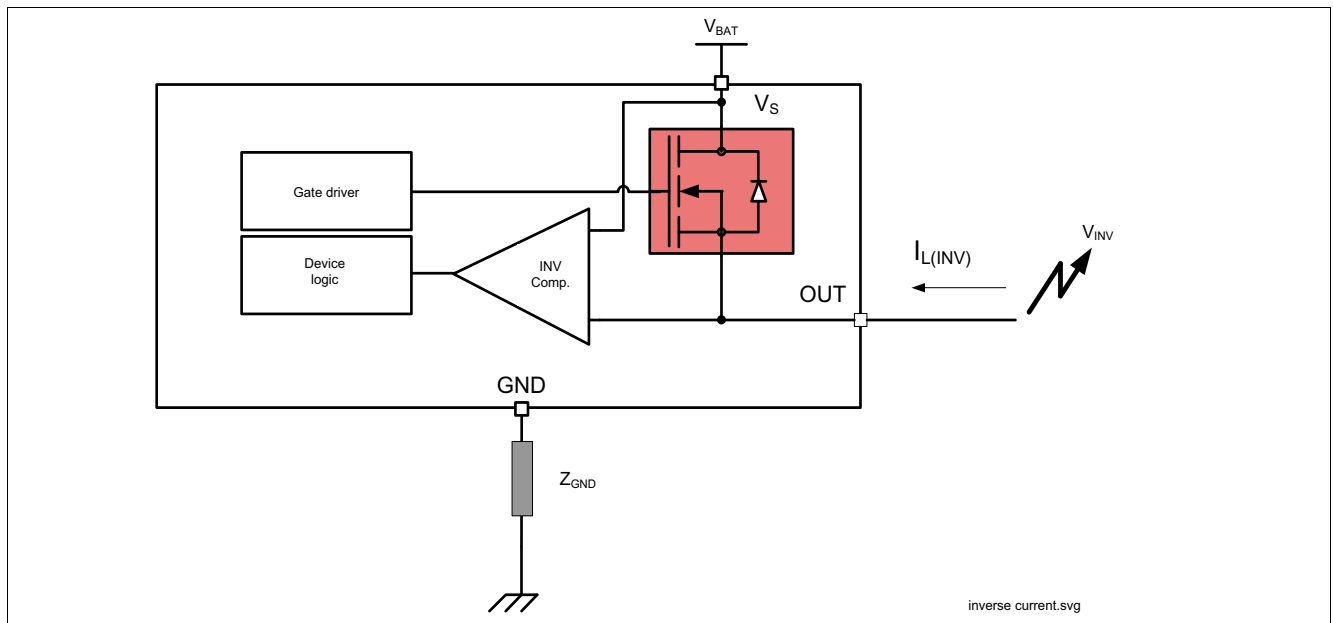 VBAT
VS
Gate driver
Device
logic
INV
Comp.
IL(INV)
VINV
OUT
GND
ZGND
inverse current.svg